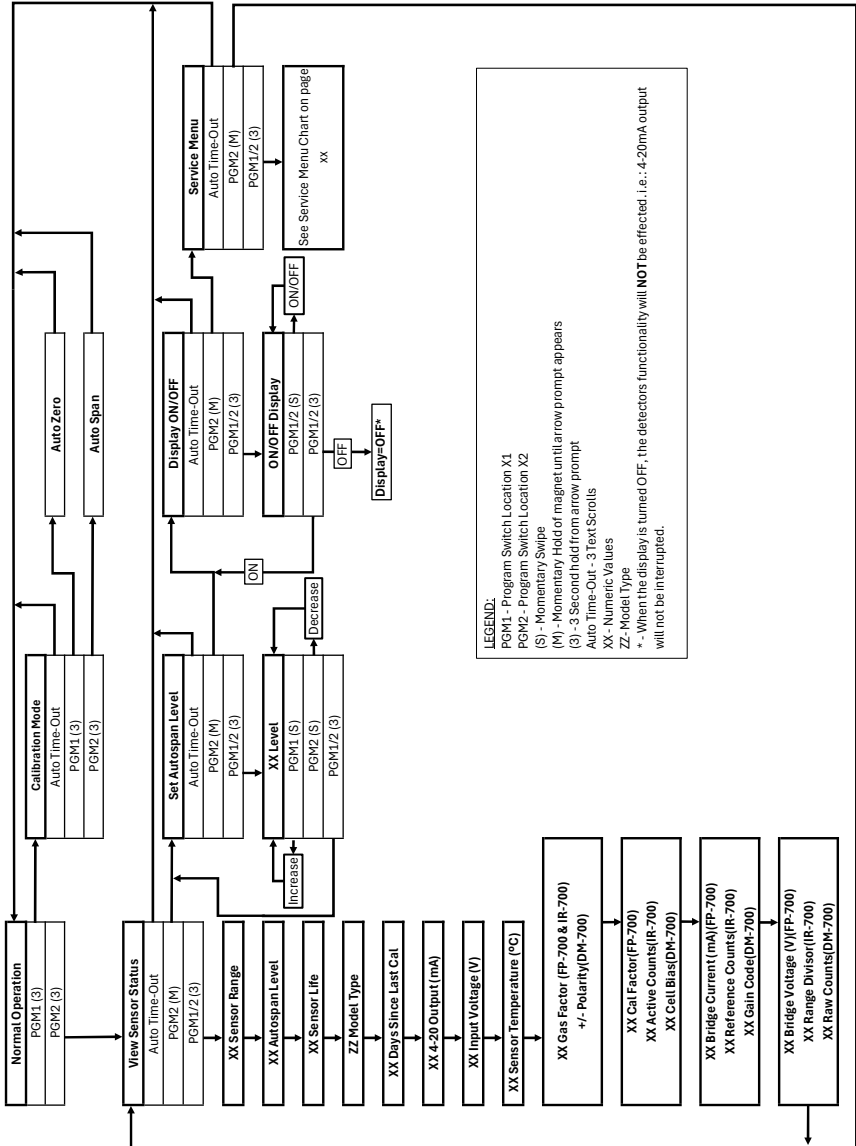 Normal Operation
PGM1 (3)
PGM2 (3)
Calibration Mode
Auto Time-Out
PGM1 (3)
PGM2 (3)
Auto Zero
Auto Span
View Sensor Status
Auto Time-Out
PGM2 (M)
PGM1/2 (3)
Set Autospan Level
Auto Time-Out
PGM2 (M)
PGM1/2 (3)
Display ON/OFF
Auto Time-Out
PGM2 (M)
PGM1/2 (3)
Service Menu
Auto Time-Out
PGM2 (M)
PGM1/2 (3)
XX Level
PGM1 (S)
PGM2 (S)
PGM1/2 (3)
Increase
Decrease
ON
ON/OFF Display
PGM1/2 (S)
PGM1/2 (3)
ON/OFF
OFF
Display=OFF*
See Service Menu Chart on page
XX
XX Sensor Range
XX Autospan Level
XX Sensor Life
ZZ Model Type
XX Days Since Last Cal
XX 4-20 Output (mA)
XX Input Voltage (V)
XX Sensor Temperature (ºC)
XX Gas Factor (FP-700 & IR-700)
+/- Polarity(DM-700)
XX Cal Factor(FP-700)
XX Active Counts(IR-700)
XX Cell Bias(DM-700)
XX Bridge Current (mA)(FP-700)
XX Reference Counts(IR-700)
XX Gain Code(DM-700)
XX Bridge Voltage (V)(FP-700)
XX Range Divisor(IR-700)
XX Raw Counts(DM-700)
LEGEND:
PGM1 - Program Switch Location X1
PGM2 - Program Switch Location X2
(S) - Momentary Swipe
(M) - Momentary Hold of magnet until arrow prompt appears
(3) - 3 Second hold from arrow prompt
Auto Time-Out - 3 Text Scrolls
XX - Numeric Values
ZZ- Model Type
* - When the display is turned OFF, the detectors functionality will NOT be effected. i.e.: 4-20mA output
will not be interrupted.